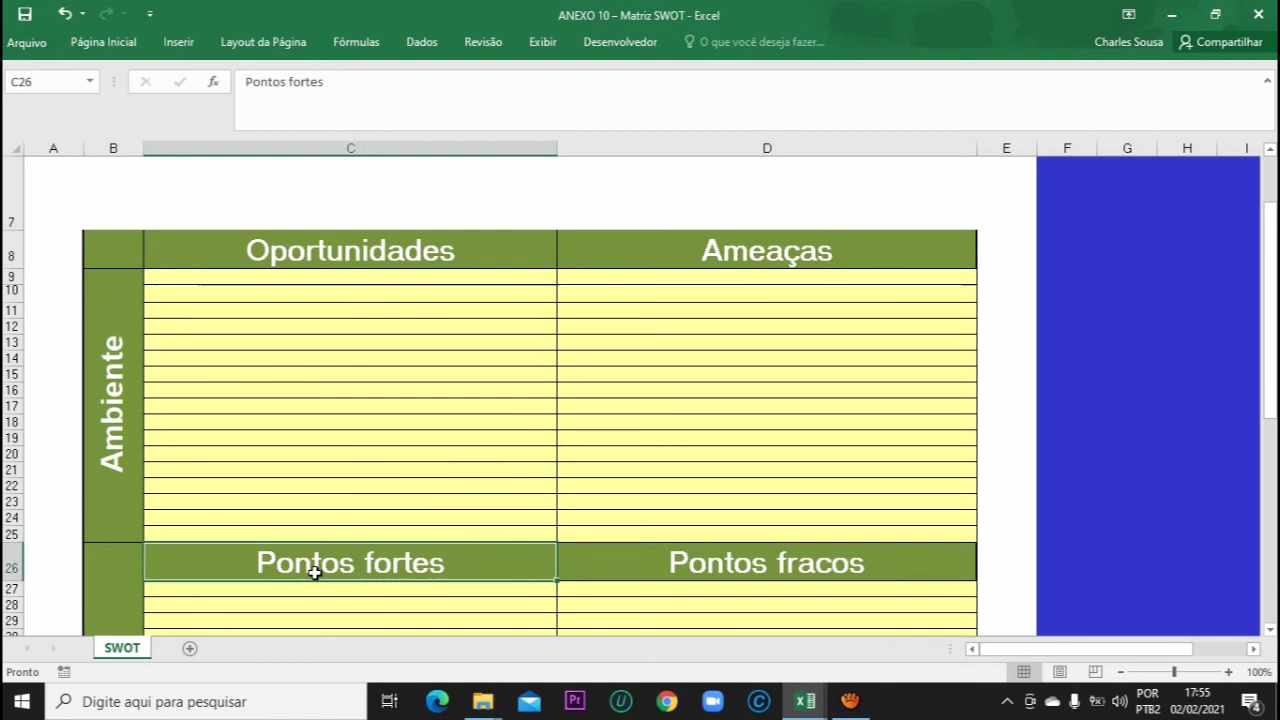 ANEXO 10 – Matriz SWOT - Excel
Arquivo Página Inicial Inserir Layout da Página Fórmulas Dados Revisão Exibir Desenvolvedor O que você deseja fazer... Charles Sousa Compartilhar
C26 fx Pontos fortes
A B C D E F G H I
7
8 Oportunidades Ameaças
9
10
11
12
13
14
15
16
17
18
19
20
21
22
23
24
25
Ambiente
26 Pontos fortes Pontos fracos
27
28
29
SWOT
Pronto 100%
Digite aqui para pesquisar
Pr U C
POR 17:55
PTB2 02/02/2021 4